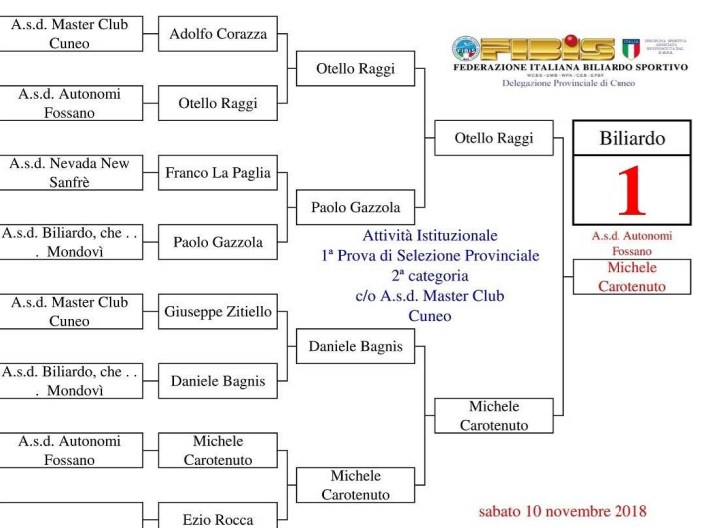 A.s.d. Master Club
Cuneo
Adolfo Corazza
Otello Raggi
A.s.d. Autonomi
Fossano
Otello Raggi
A.s.d. Nevada New
Sanfrè
Franco La Paglia
Paolo Gazzola
A.s.d. Biliardo, che . .
. Mondovì
Paolo Gazzola
Otello Raggi
A.s.d. Master Club
Cuneo
Giuseppe Zitiello
Daniele Bagnis
A.s.d. Biliardo, che . .
. Mondovì
Daniele Bagnis
A.s.d. Autonomi
Fossano
Michele
Carotenuto
Michele
Carotenuto
Ezio Rocca
Michele
Carotenuto
FIBIS
FEDERAZIONE ITALIANA BILIARDO SPORTIVO
Delegazione Provinciale di Cuneo
Biliardo
1
A.s.d. Autonomi
Fossano
Michele
Carotenuto
Attività Istituzionale
1ª Prova di Selezione Provinciale
2ª categoria
c/o A.s.d. Master Club
Cuneo
sabato 10 novembre 2018